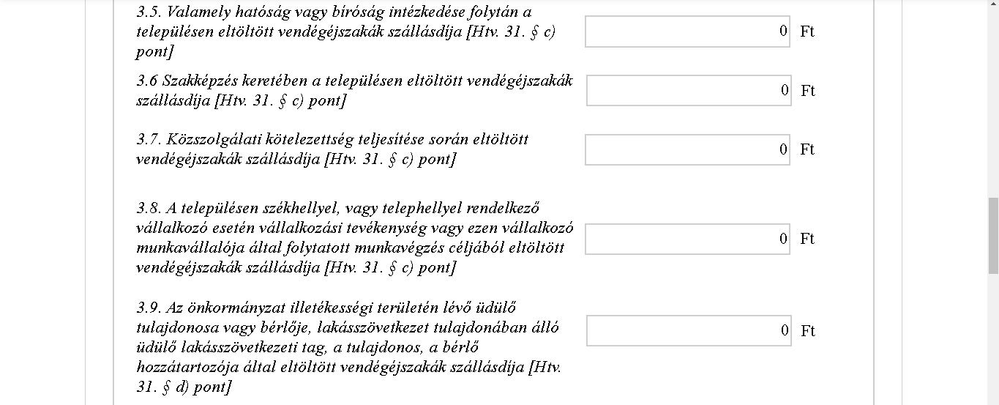 3.5. Valamely hatóság vagy bíróság intézkedése folytán a
településen eltöltött vendégéjszakák szállásdíja [Htv. 31. § c)
pont]
0 Ft
3.6 Szakképzés keretében a településen eltöltött vendégéjszakák
szállásdíja [Htv. 31. § c) pont]
0 Ft
3.7. Közszolgálati kötelezettség teljesítése során eltöltött
vendégéjszakák szállásdíja [Htv. 31. § c) pont]
0 Ft
3.8. A településen székhellyel, vagy telephellyel rendelkező
vállalkozó esetén vállalkozási tevékenység vagy ezen vállalkozó
munkavállalója által folytatott munkavégzés céljából eltöltött
vendégéjszakák szállásdíja [Htv. 31. § c) pont]
0 Ft
3.9. Az önkormányzat illetékességi területén lévő üdülő
tulajdonosa vagy bérlője, lakásszövetkezet tulajdonában álló
üdülő lakásszövetkezeti tag, a tulajdonos, a bérlő
hozzátartozója által eltöltött vendégéjszakák szállásdíja [Htv.
31. § d) pont]
0 Ft